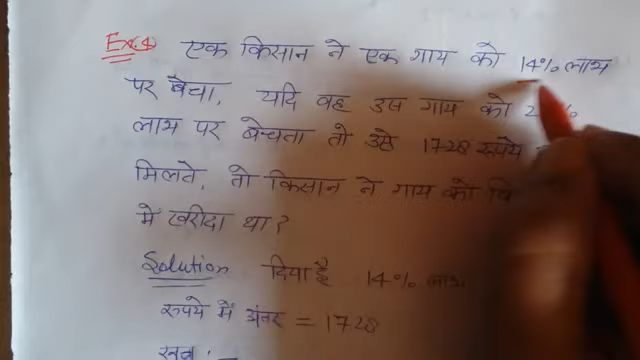 Ex.1 एक किसान ने एक गाय को 14% लाभ
पर बेचा, यदि वह उस गाय को
लाभ पर बेचता तो उसे 1728 रूपये
मिलते, तो किसान ने गाय को
मे खरीदा था?
Solution दिया है 14% लाभ
रूपये में अंतर = 1728